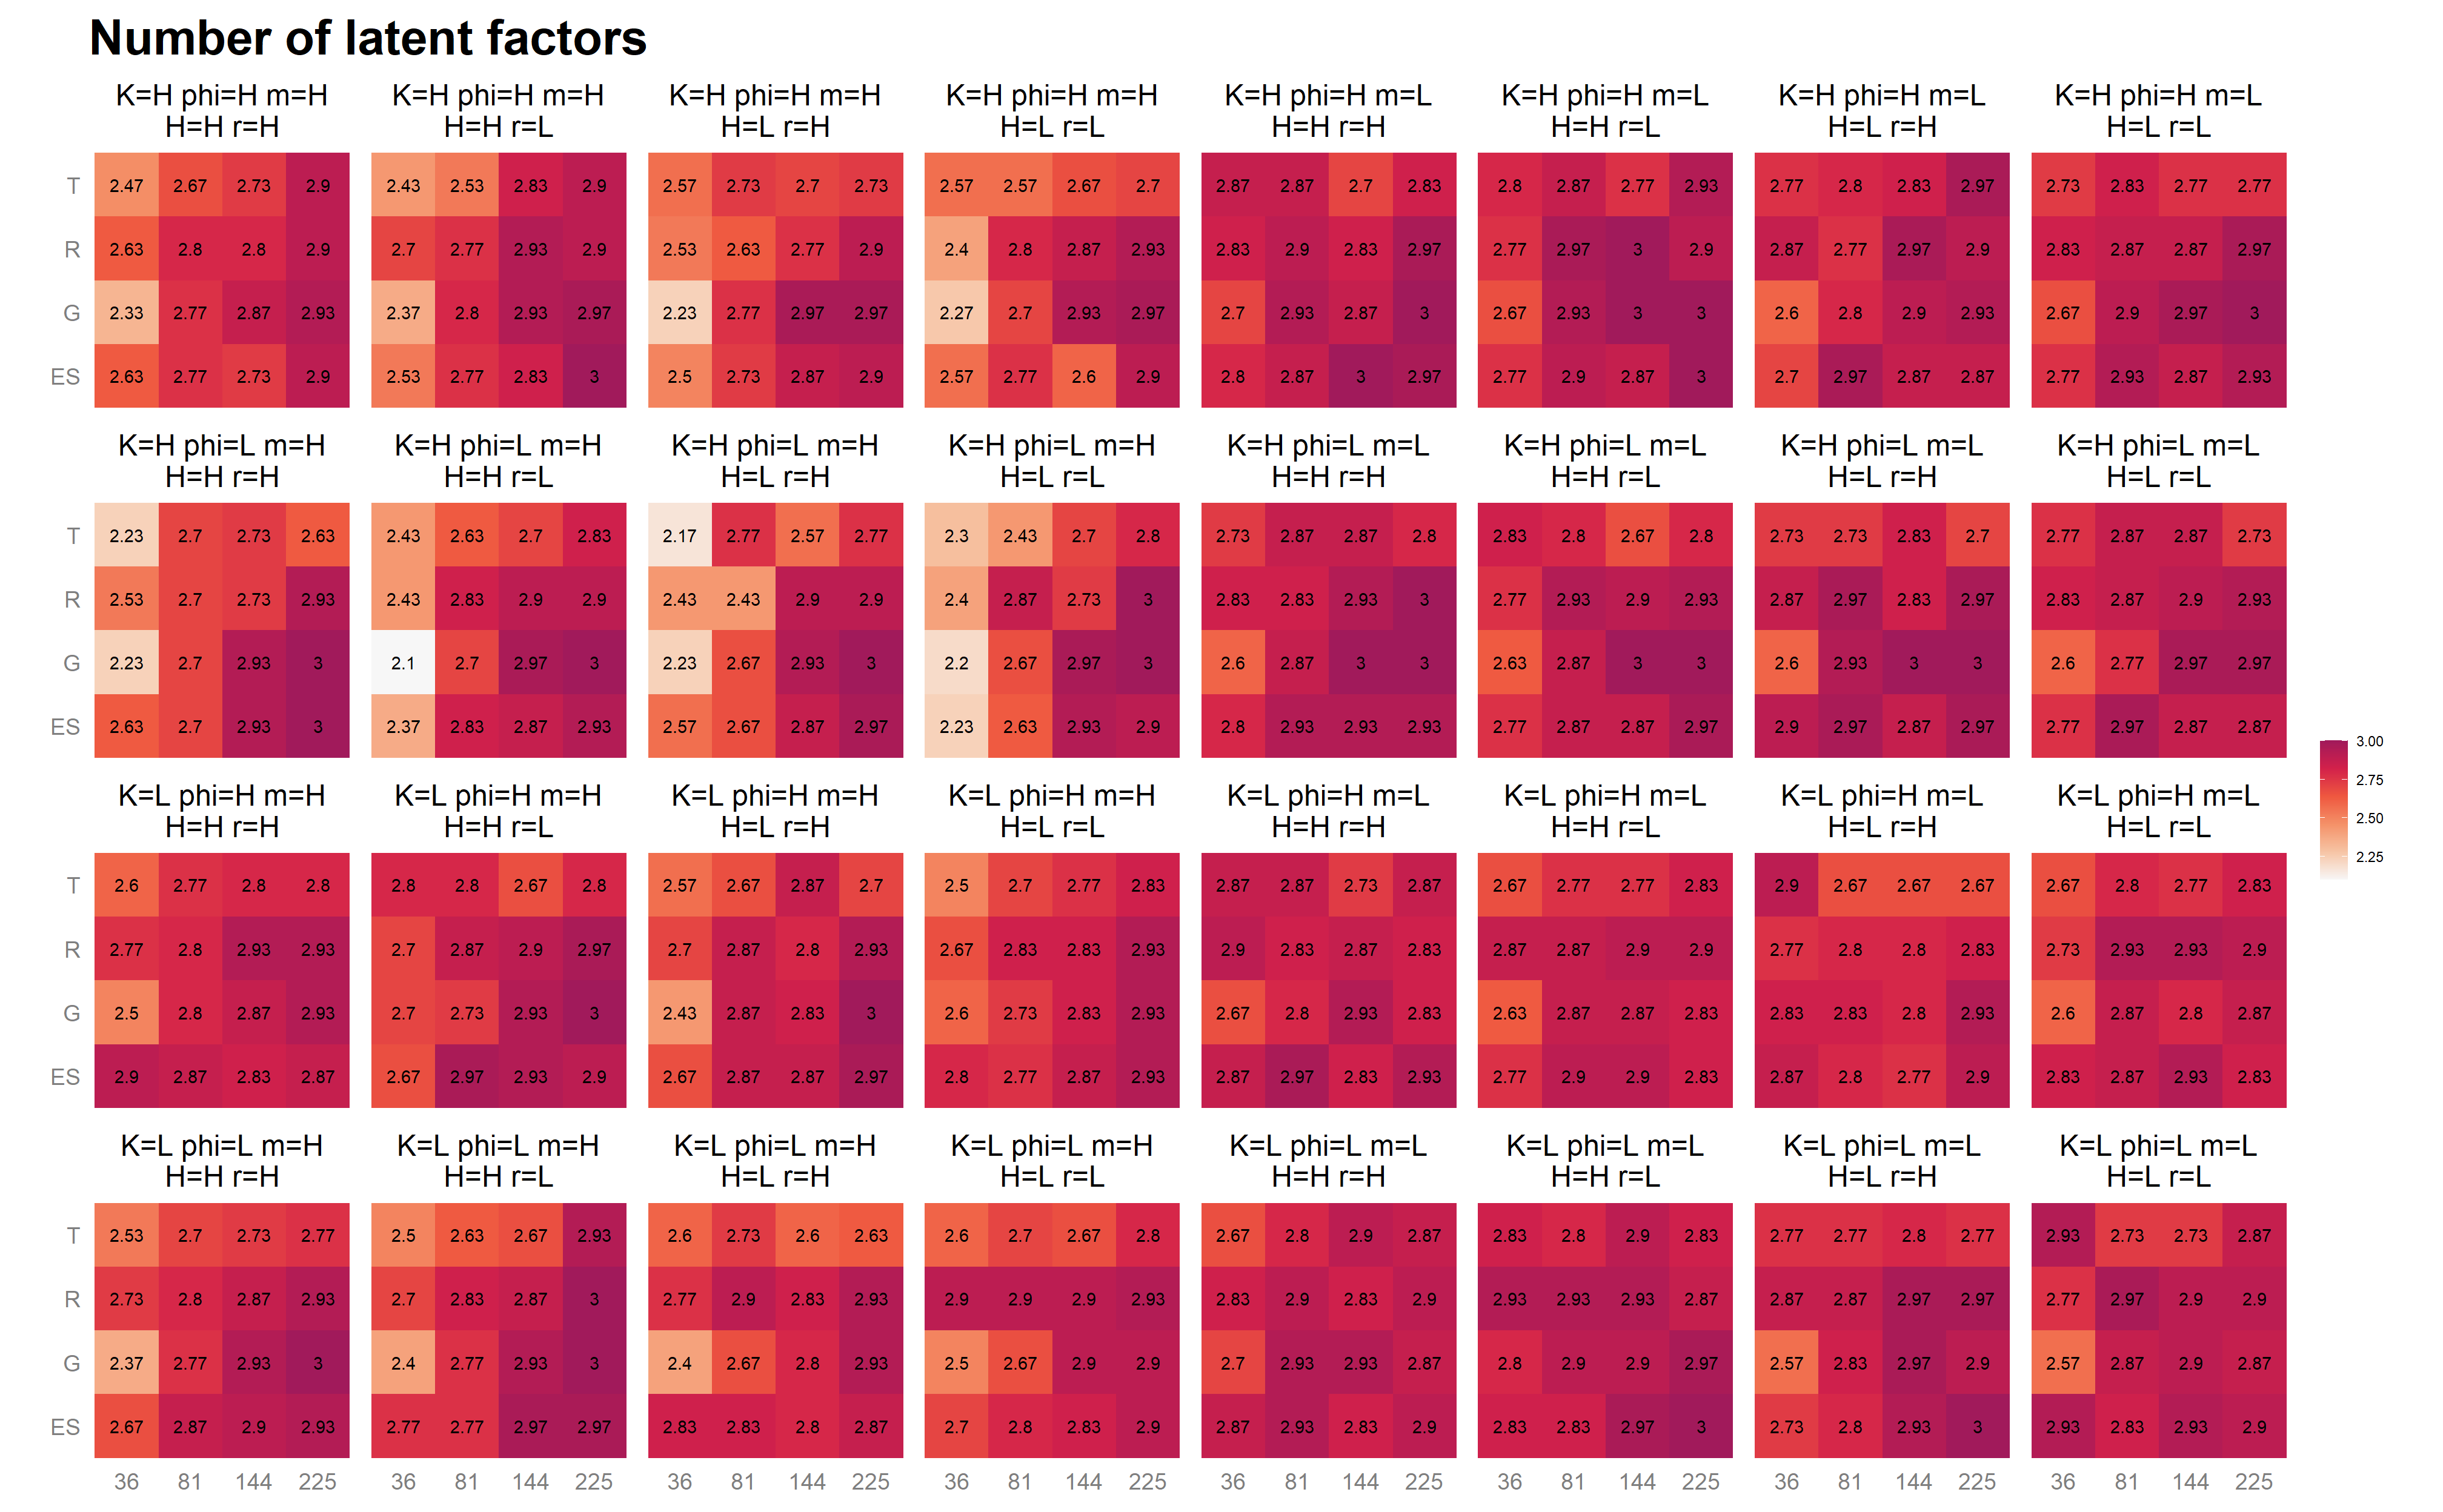 Number of latent factors
K=H phi=H m=H K=H phi=H m=H K=H phi=H m=H K=H phi=H m=H K=H phi=H m=L K=H phi=H m=L K=H phi=H m=L K=H phi=H m=L
H=H r=H H=H r=L H=L r=H H=L r=L H=H r=H H=H r=L H=L r=H H=L r=L
T 2.47 2.67 2.73 2.9 2.43 2.53 2.83 2.9 2.57 2.73 2.7 2.73 2.57 2.57 2.67 2.7 2.87 2.87 2.7 2.83 2.8 2.87 2.77 2.93 2.77 2.8 2.83 2.97 2.73 2.83 2.77 2.77
R 2.63 2.8 2.8 2.9 2.7 2.77 2.93 2.9 2.53 2.63 2.77 2.9 2.4 2.8 2.87 2.93 2.83 2.9 2.83 2.97 2.77 2.97 3 2.9 2.87 2.77 2.97 2.9 2.83 2.87 2.87 2.97
G 2.33 2.77 2.87 2.93 2.37 2.8 2.93 2.97 2.23 2.77 2.97 2.97 2.27 2.7 2.93 2.97 2.7 2.93 2.87 3 2.67 2.93 3 3 2.6 2.8 2.9 2.93 2.67 2.9 2.97 3
ES 2.63 2.77 2.73 2.9 2.53 2.77 2.83 3 2.5 2.73 2.87 2.9 2.57 2.77 2.6 2.9 2.8 2.87 3 2.97 2.77 2.9 2.87 3 2.7 2.97 2.87 2.87 2.77 2.93 2.87 2.93
K=H phi=L m=H K=H phi=L m=H K=H phi=L m=H K=H phi=L m=H K=H phi=L m=L K=H phi=L m=L K=H phi=L m=L K=H phi=L m=L
H=H r=H H=H r=L H=L r=H H=L r=L H=H r=H H=H r=L H=L r=H H=L r=L
T 2.23 2.7 2.73 2.63 2.43 2.63 2.7 2.83 2.17 2.77 2.57 2.77 2.3 2.43 2.7 2.8 2.73 2.87 2.87 2.8 2.83 2.8 2.67 2.8 2.73 2.73 2.83 2.7 2.77 2.87 2.87 2.73
R 2.53 2.7 2.73 2.93 2.43 2.83 2.9 2.9 2.43 2.43 2.9 2.9 2.4 2.87 2.73 3 2.83 2.83 2.93 3 2.77 2.93 2.9 2.93 2.87 2.97 2.83 2.97 2.83 2.87 2.9 2.93
G 2.23 2.7 2.93 3 2.1 2.7 2.97 3 2.23 2.67 2.93 3 2.2 2.67 2.97 3 2.6 2.87 3 3 2.63 2.87 3 3 2.6 2.93 3 3 2.6 2.77 2.97 2.97
ES 2.63 2.7 2.93 3 2.37 2.83 2.87 2.93 2.57 2.67 2.87 2.97 2.23 2.63 2.93 2.9 2.8 2.93 2.93 2.93 2.77 2.87 2.87 2.97 2.9 2.97 2.87 2.97 2.77 2.97 2.87 2.87
3.00
2.75
2.50
2.25
K=L phi=H m=H K=L phi=H m=H K=L phi=H m=H K=L phi=H m=H K=L phi=H m=L K=L phi=H m=L K=L phi=H m=L K=L phi=H m=L
H=H r=H H=H r=L H=L r=H H=L r=L H=H r=H H=H r=L H=L r=H H=L r=L
T 2.6 2.77 2.8 2.8 2.8 2.8 2.67 2.8 2.57 2.67 2.87 2.7 2.5 2.7 2.77 2.83 2.87 2.87 2.73 2.87 2.67 2.77 2.77 2.83 2.9 2.67 2.67 2.67 2.67 2.8 2.77 2.83
R 2.77 2.8 2.93 2.93 2.7 2.87 2.9 2.97 2.7 2.87 2.8 2.93 2.67 2.83 2.83 2.93 2.9 2.83 2.87 2.83 2.87 2.87 2.9 2.9 2.77 2.8 2.8 2.83 2.73 2.93 2.93 2.9
G 2.5 2.8 2.87 2.93 2.7 2.73 2.93 3 2.43 2.87 2.83 3 2.6 2.73 2.83 2.93 2.67 2.8 2.93 2.83 2.63 2.87 2.87 2.83 2.83 2.83 2.8 2.93 2.6 2.87 2.8 2.87
ES 2.9 2.87 2.83 2.87 2.67 2.97 2.93 2.9 2.67 2.87 2.87 2.97 2.8 2.77 2.87 2.93 2.87 2.97 2.83 2.93 2.77 2.9 2.9 2.83 2.87 2.8 2.77 2.9 2.83 2.87 2.93 2.83
K=L phi=L m=H K=L phi=L m=H K=L phi=L m=H K=L phi=L m=H K=L phi=L m=L K=L phi=L m=L K=L phi=L m=L K=L phi=L m=L
H=H r=H H=H r=L H=L r=H H=L r=L H=H r=H H=H r=L H=L r=H H=L r=L
T 2.53 2.7 2.73 2.77 2.5 2.63 2.67 2.93 2.6 2.73 2.6 2.63 2.6 2.7 2.67 2.8 2.67 2.8 2.9 2.87 2.83 2.8 2.9 2.83 2.77 2.77 2.8 2.77 2.93 2.73 2.73 2.87
R 2.73 2.8 2.87 2.93 2.7 2.83 2.87 3 2.77 2.9 2.83 2.93 2.9 2.9 2.9 2.93 2.83 2.9 2.83 2.9 2.93 2.93 2.93 2.87 2.87 2.87 2.97 2.97 2.77 2.97 2.9 2.9
G 2.37 2.77 2.93 3 2.4 2.77 2.93 3 2.4 2.67 2.8 2.93 2.5 2.67 2.9 2.9 2.7 2.93 2.93 2.87 2.8 2.9 2.9 2.97 2.57 2.83 2.97 2.9 2.57 2.87 2.9 2.87
ES 2.67 2.87 2.9 2.93 2.77 2.77 2.97 2.97 2.83 2.83 2.8 2.87 2.7 2.8 2.83 2.9 2.87 2.93 2.83 2.9 2.83 2.83 2.97 3 2.73 2.8 2.93 3 2.93 2.83 2.93 2.9
36 81 144 225 36 81 144 225 36 81 144 225 36 81 144 225 36 81 144 225 36 81 144 225 36 81 144 225 36 81 144 225